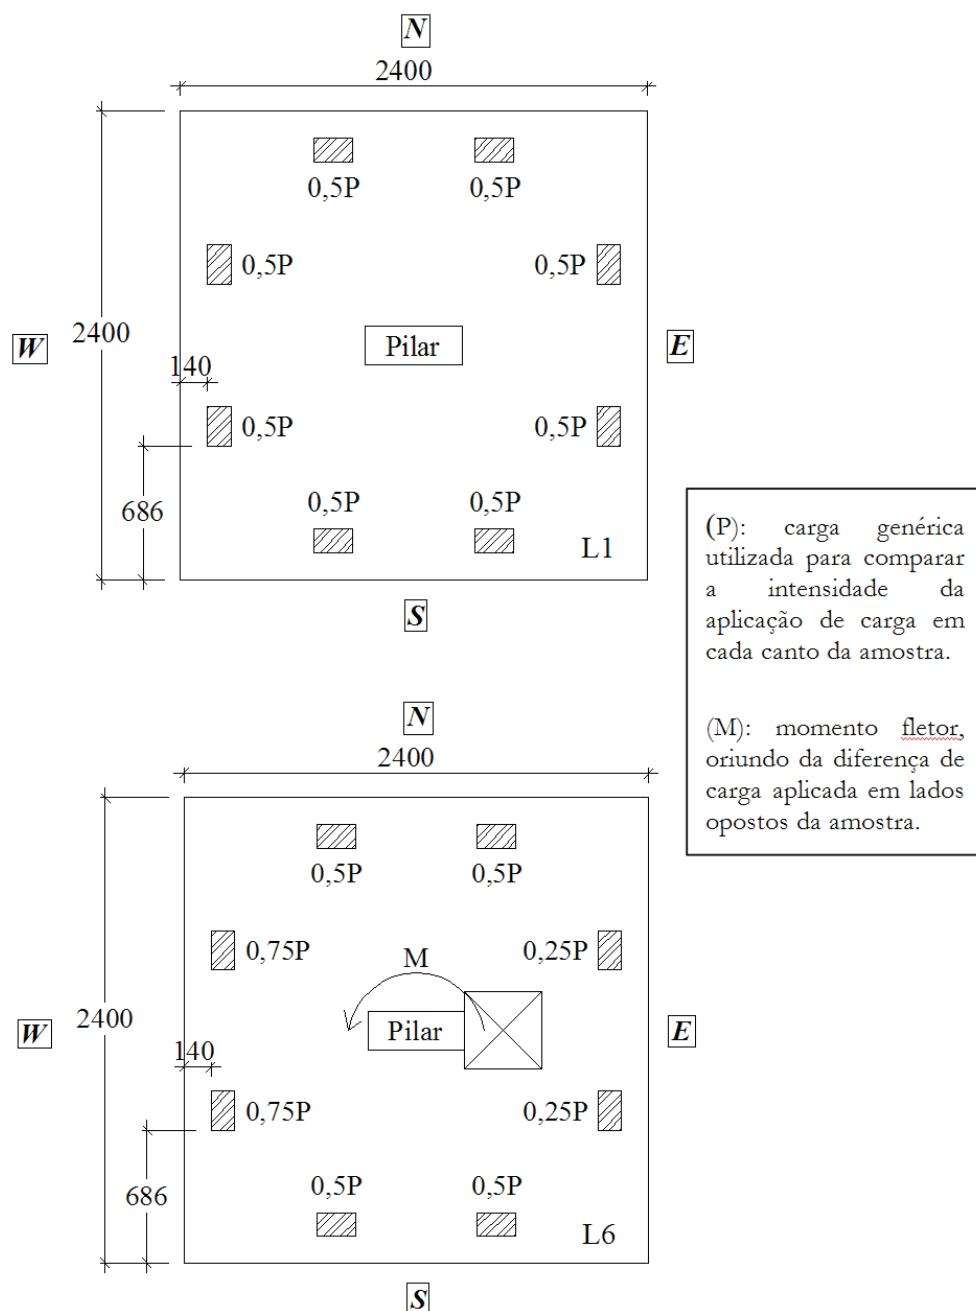 N
2400
0,5P 0,5P
0,5P 0,5P
W 2400 Pilar E
140
0,5P 0,5P
0,5P 0,5P
686
L1
S
(P): carga genérica
utilizada para comparar
a intensidade da
aplicação de carga em
cada canto da amostra.
(M): momento fletor,
oriundo da diferença de
carga aplicada em lados
opostos da amostra.
N
2400
0,5P 0,5P
0,75P M 0,25P
W 2400 Pilar E
140
0,75P 0,25P
0,5P 0,5P
686
L6
S